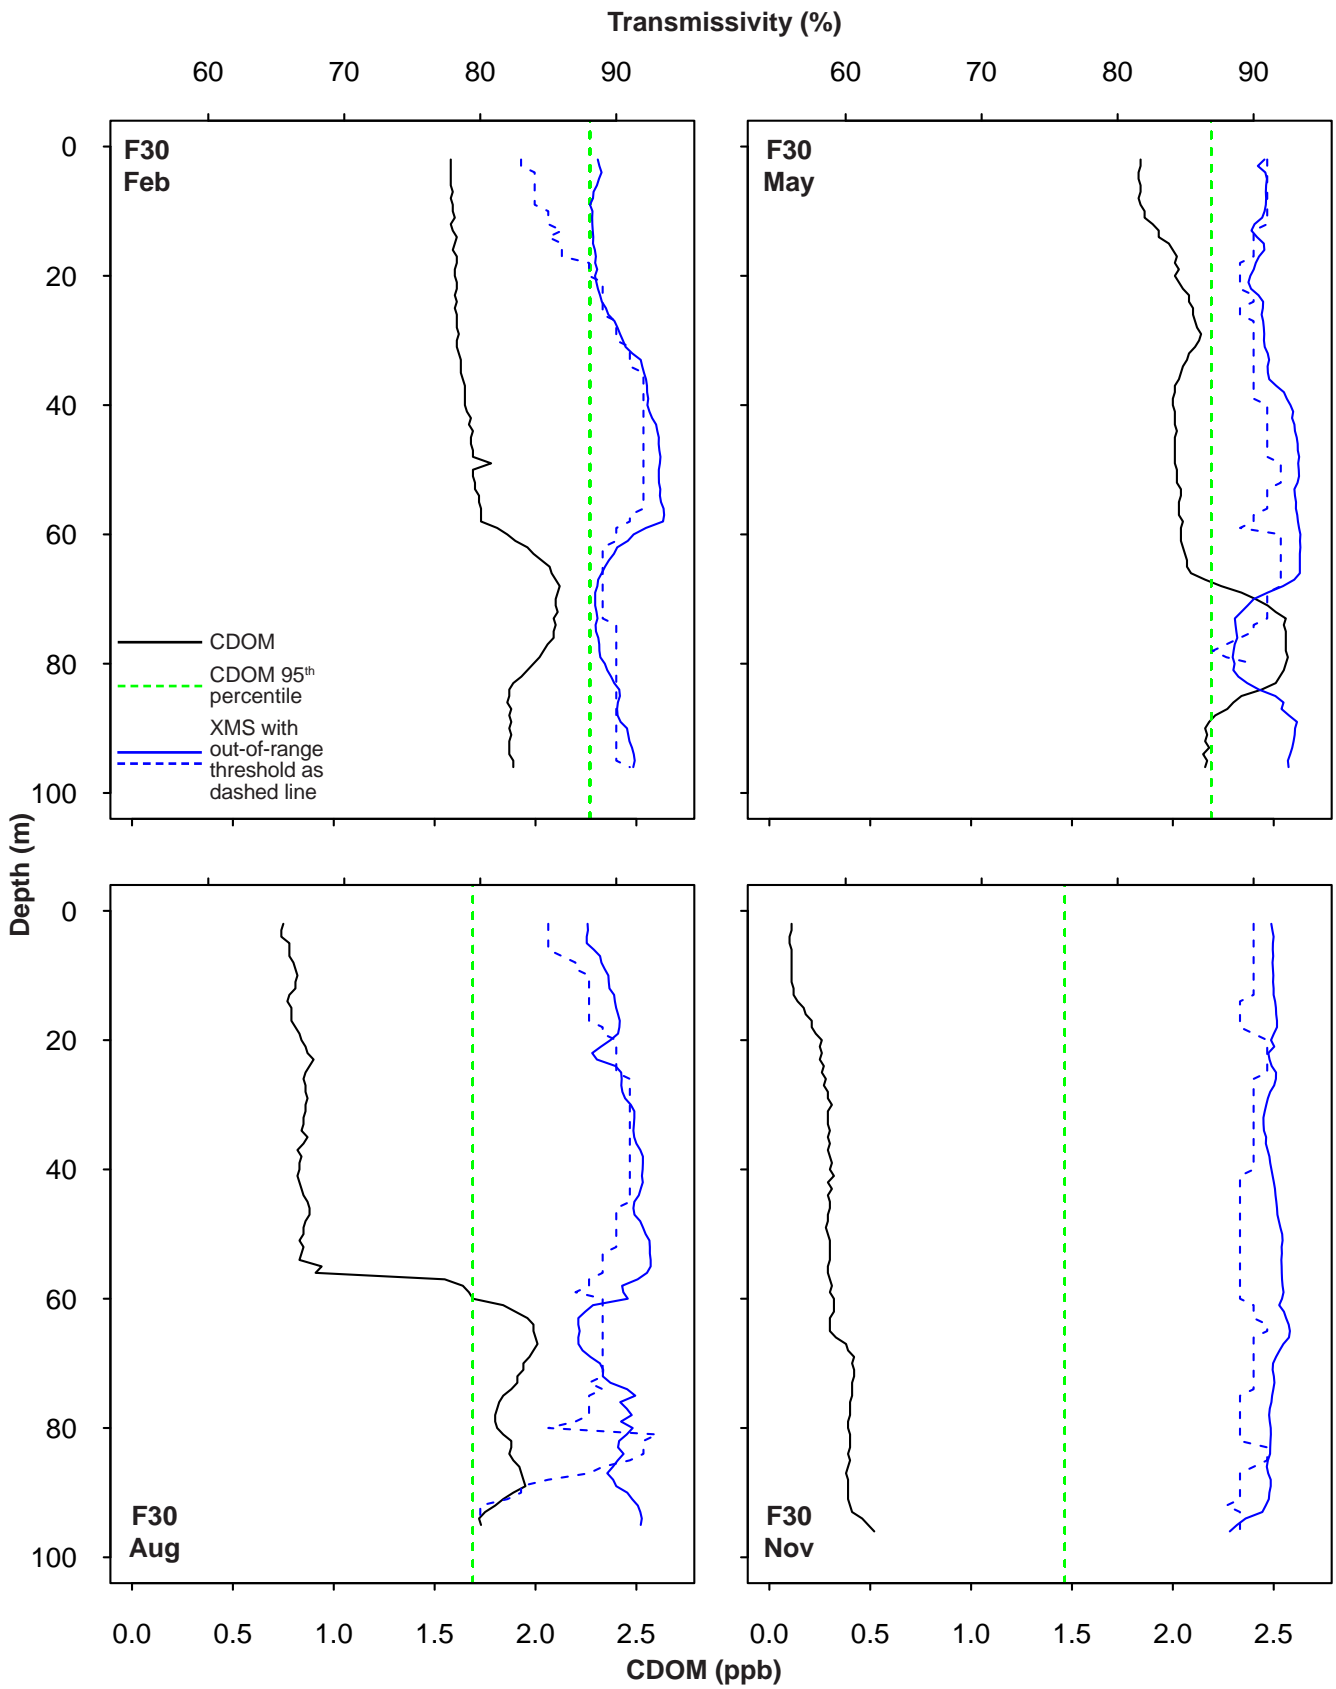 Transmissivity (%)
60 70 80 90 60 70 80 90
F30
Feb
F30
May
0
20
40
60
80
100
CDOM
CDOM 95th
percentile
XMS with
out-of-range
threshold as
dashed line
Depth (m)
0
20
40
60
80
100
F30
Aug
F30
Nov
0.0 0.5 1.0 1.5 2.0 2.5 0.0 0.5 1.0 1.5 2.0 2.5
CDOM (ppb)